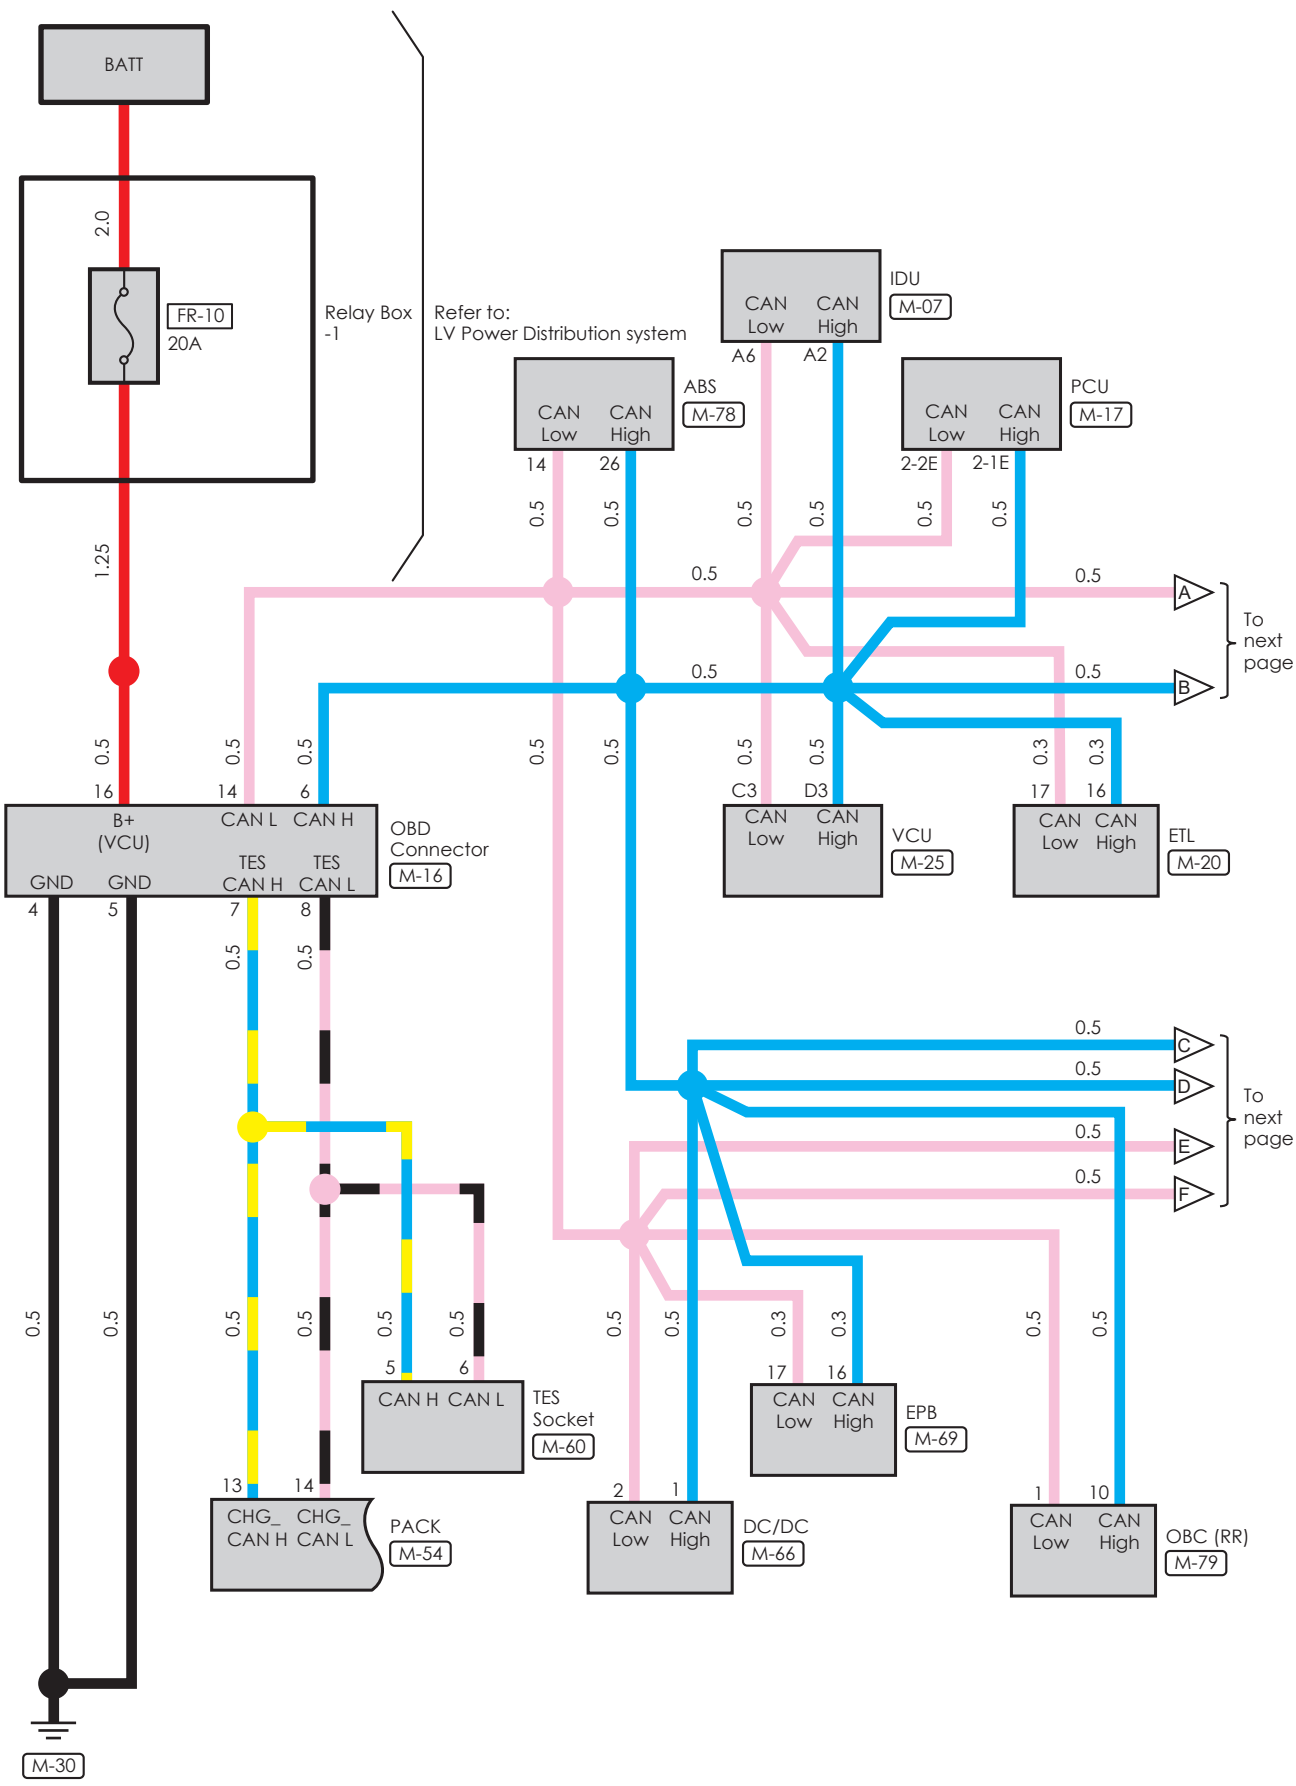 BATT
2.0
FR-10
20A
Relay Box
-1
Refer to:
LV Power Distribution system
1.25
0.5
IDU
M-07
CAN
Low
CAN
High
A6
A2
ABS
M-78
CAN
Low
CAN
High
14
26
PCU
M-17
CAN
Low
CAN
High
2-2E
2-1E
0.5
0.5
0.5
0.5
0.5
0.5
0.5
0.5
A
0.5
0.5
B
To
next
page
0.5
0.5
0.5
0.5
0.5
0.5
0.3
0.3
16
14
6
B+
(VCU)
CAN L
CAN H
GND
GND
TES
CAN H
TES
CAN L
OBD
Connector
M-16
4
5
7
8
C3
D3
CAN
Low
CAN
High
VCU
M-25
17
16
CAN
Low
CAN
High
ETL
M-20
0.5
0.5
0.5
C
0.5
D
0.5
E
0.5
F
To
next
page
0.5
0.5
0.5
0.5
0.5
0.5
0.5
0.5
0.3
0.3
0.5
0.5
5
6
CAN H
CAN L
TES
Socket
M-60
17
16
CAN
Low
CAN
High
EPB
M-69
13
14
CHG_
CAN H
CHG_
CAN L
PACK
M-54
2
1
CAN
Low
CAN
High
DC/DC
M-66
1
10
CAN
Low
CAN
High
OBC (RR)
M-79
M-30